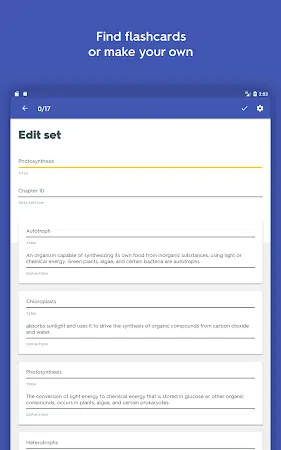 Find flashcards
or make your own
2:03
0/17
Edit set
Photosynthesis
TITLE
Chapter 10
DESCRIPTION
Autotroph
TERM
An organism capable of synthesizing its own food from inorganic substances, using light or
chemical energy. Green plants, algae, and certain bacteria are autotrophs.
DEFINITION
Chloroplasts
TERM
absorbs sunlight and uses it to drive the synthesis of organic compounds from carbon dioxide
and water.
DEFINITION
Photosynthesis
TERM
The conversion of light energy to chemical energy that is stored in glucose or other organic
compounds; occurs in plants, algae, and certain prokaryotes.
DEFINITION
Heterotrophs